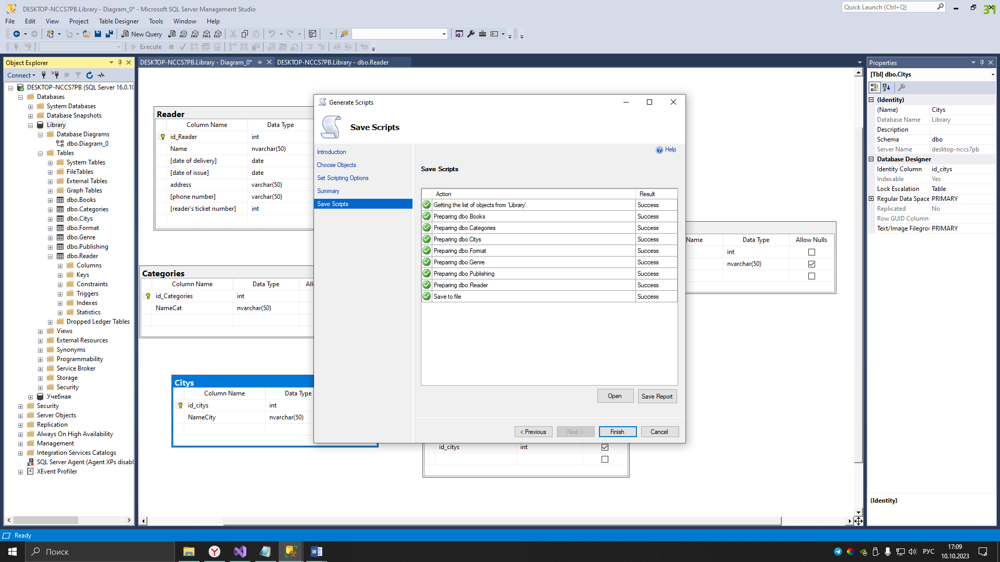 DESKTOP-NCCS7PB.Library - Diagram_0* - Microsoft SQL Server Management Studio
Quick Launch (Ctrl+Q)
31
File Edit View Project Table Designer Tools Window Help
New Query
MDX DMX XMLA DAX
Execute
Object Explorer
Connect
DESKTOP-NCCS7PB (SQL Server 16.0.10
Databases
System Databases
Database Snapshots
Library
Database Diagrams
dbo.Diagram_0
Tables
System Tables
FileTables
External Tables
Graph Tables
dbo.Books
dbo.Categories
dbo.Citys
dbo.Format
dbo.Genre
dbo.Publishing
dbo.Reader
Columns
Keys
Constraints
Triggers
Indexes
Statistics
Dropped Ledger Tables
Views
External Resources
Synonyms
Programmability
Service Broker
Storage
Security
Учебная
Security
Server Objects
Replication
Always On High Availability
Management
Integration Services Catalogs
SQL Server Agent (Agent XPs disabl
XEvent Profiler
DESKTOP-NCCS7PB.Library - Diagram_0*
DESKTOP-NCCS7PB.Library - dbo.Reader
Reader
Column Name Data Type
id_Reader int
Name nvarchar(50)
[date of delivery] date
[date of issue] date
address varchar(50)
[phone number] varchar(50)
[reader's ticket number] int
Categories
Column Name Data Type All
id_Categories int
NameCat nvarchar(50)
Citys
Column Name Data Type
id_citys int
NameCity nvarchar(50)
Generate Scripts
Save Scripts
Introduction
Choose Objects
Set Scripting Options
Summary
Save Scripts
Help
Save Scripts
Action Result
Getting the list of objects from 'Library'. Success
Preparing dbo.Books Success
Preparing dbo.Categories Success
Preparing dbo.Citys Success
Preparing dbo.Format Success
Preparing dbo.Genre Success
Preparing dbo.Publishing Success
Preparing dbo.Reader Success
Save to file Success
Open Save Report
< Previous Next > Finish Cancel
id_citys int
Name Data Type Allow Nulls
int
nvarchar(50)
Properties
[Tbl] dbo.Citys
(Identity)
(Name) Citys
Database Name Library
Description
Schema dbo
Server Name desktop-nccs7pb
Database Designer
Identity Column id_citys
Indexable Yes
Lock Escalation Table
Regular Data Space PRIMARY
Replicated No
Row GUID Column
Text/Image Filegrou PRIMARY
(Identity)
Ready
Поиск
РУС
17:09
10.10.2023